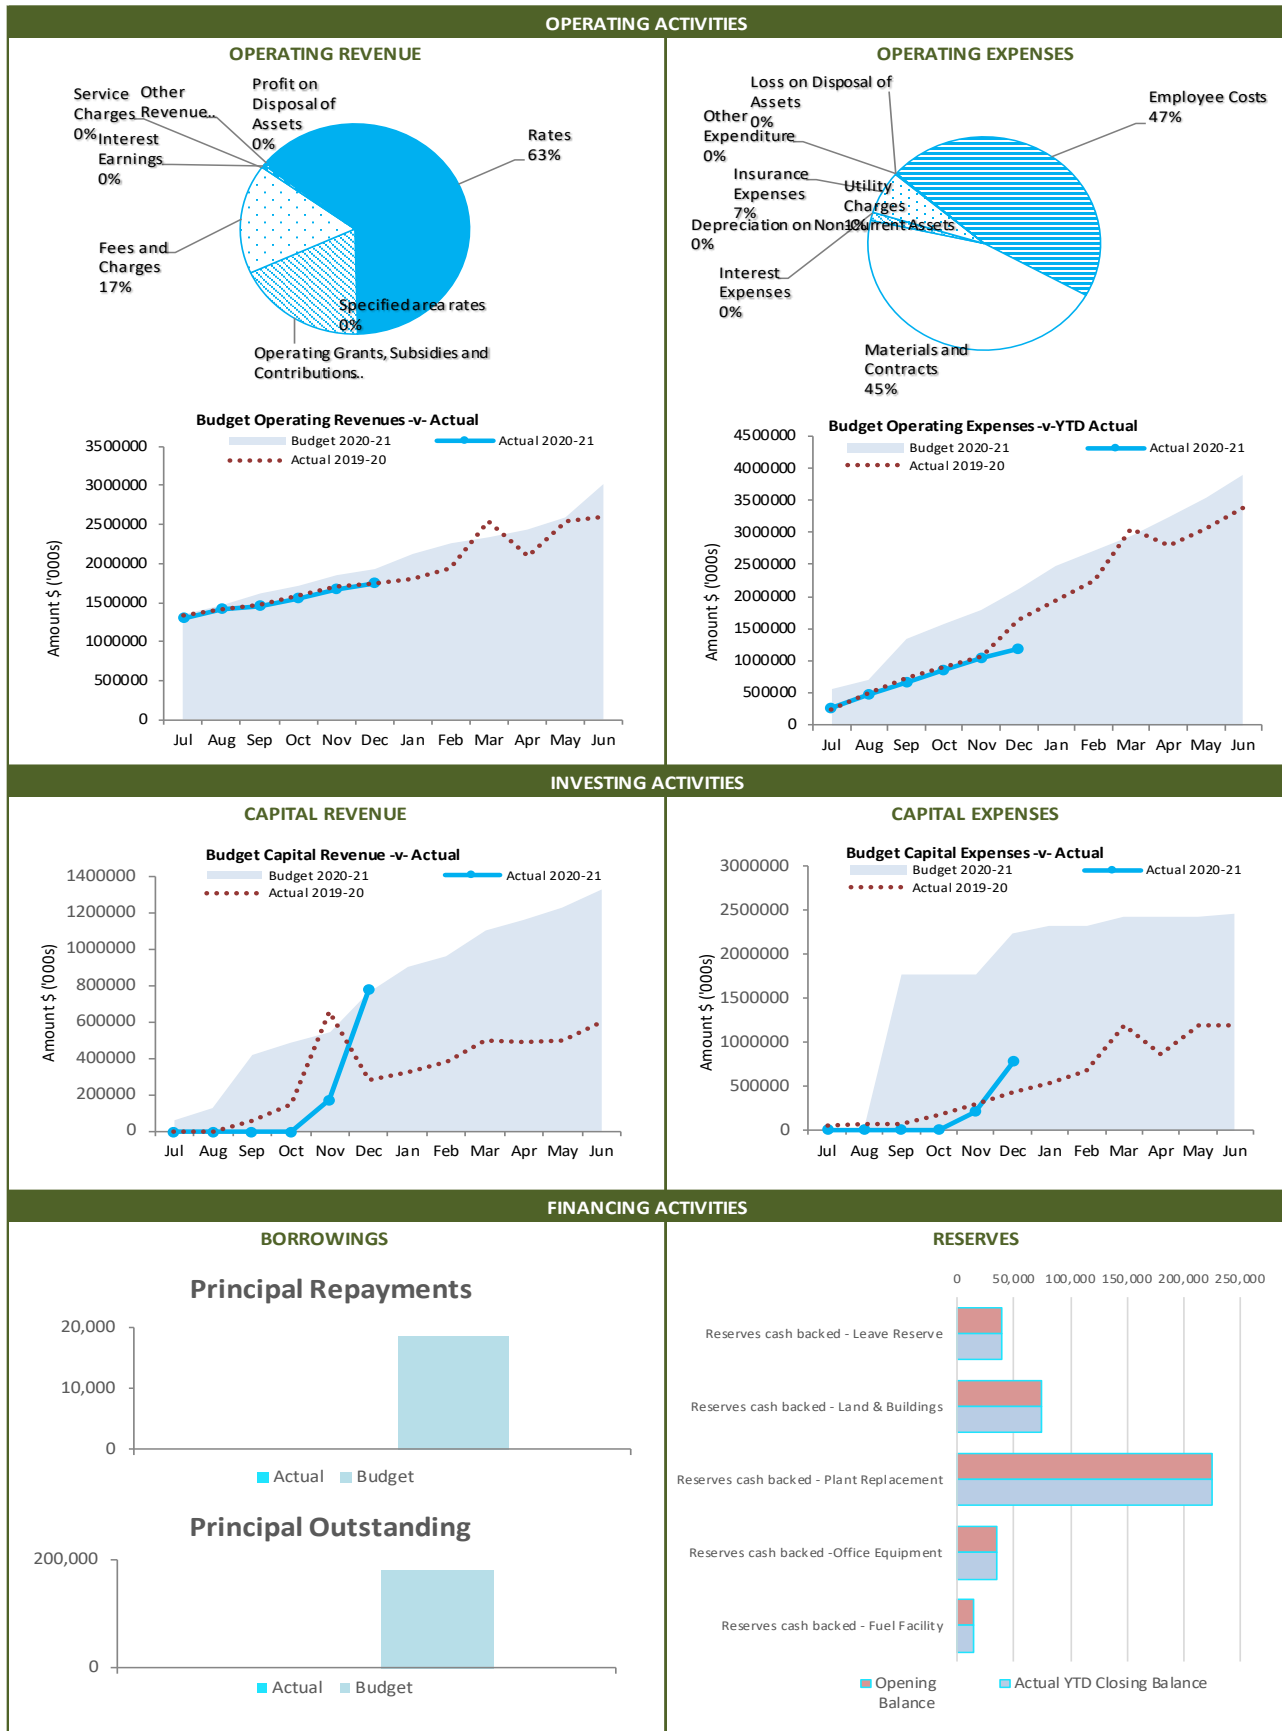 OPERATING ACTIVITIES
OPERATING REVENUE
Service
Charges
0%
Other
Revenue..
Profit on
Disposal of
Assets
0%
Interest
Earnings
0%
Rates
63%
Fees and
Charges
17%
Specified area rates
0%
Operating Grants, Subsidies and
Contributions..
OPERATING EXPENSES
Loss on Disposal of
Assets
0%
Employee Costs
47%
Other
Expenditure
0%
Insurance
Expenses
7%
Utility
Charges
1%
Depreciation on Non-Current Assets
0%
Interest
Expenses
0%
Materials and
Contracts
45%
Budget Operating Revenues -v- Actual
Budget 2020-21
Actual 2020-21
Actual 2019-20
Amount $ ('000s)
3500000
3000000
2500000
2000000
1500000
1000000
500000
0
Jul Aug Sep Oct Nov Dec Jan Feb Mar Apr May Jun
Budget Operating Expenses -v-YTD Actual
Budget 2020-21
Actual 2020-21
Actual 2019-20
Amount $ ('000s)
4500000
4000000
3500000
3000000
2500000
2000000
1500000
1000000
500000
0
Jul Aug Sep Oct Nov Dec Jan Feb Mar Apr May Jun
INVESTING ACTIVITIES
CAPITAL REVENUE
Budget Capital Revenue -v- Actual
Budget 2020-21
Actual 2020-21
Actual 2019-20
Amount $ ('000s)
1400000
1200000
1000000
800000
600000
400000
200000
0
Jul Aug Sep Oct Nov Dec Jan Feb Mar Apr May Jun
CAPITAL EXPENSES
Budget Capital Expenses -v- Actual
Budget 2020-21
Actual 2020-21
Actual 2019-20
Amount $ ('000s)
3000000
2500000
2000000
1500000
1000000
500000
0
Jul Aug Sep Oct Nov Dec Jan Feb Mar Apr May Jun
FINANCING ACTIVITIES
BORROWINGS
Principal Repayments
20,000
10,000
0
Actual Budget
Principal Outstanding
200,000
0
Actual Budget
RESERVES
0 50,000 100,000 150,000 200,000 250,000
Reserves cash backed - Leave Reserve
Reserves cash backed - Land & Buildings
Reserves cash backed - Plant Replacement
Reserves cash backed -Office Equipment
Reserves cash backed - Fuel Facility
Opening
Balance
Actual YTD Closing Balance